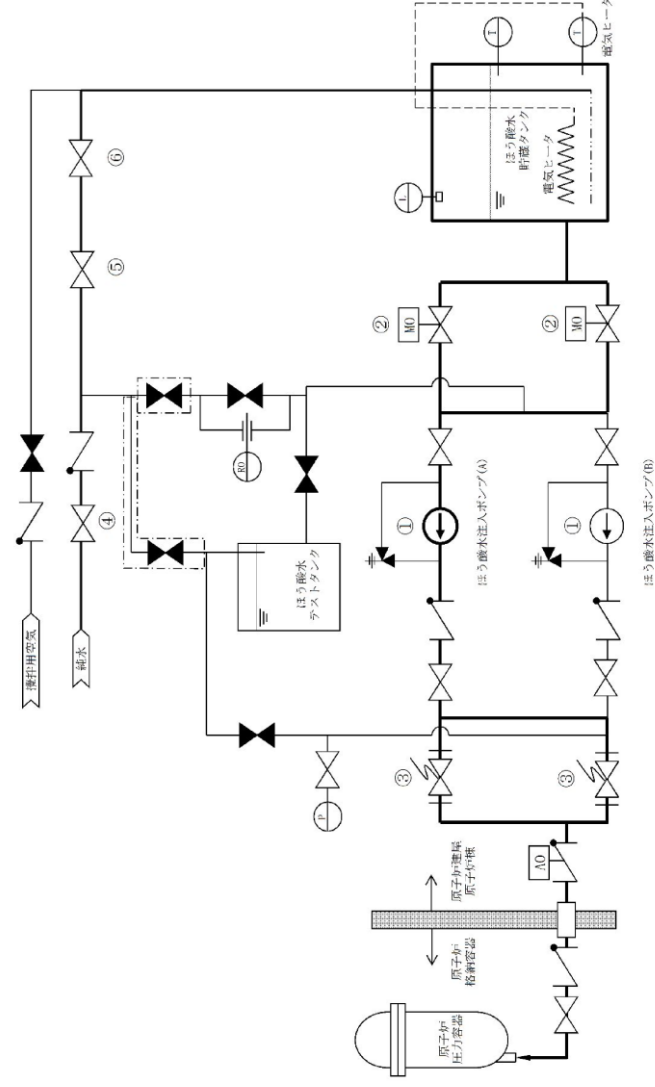 攪拌用空気
純水
⑥
⑤
④
RO
ほう酸水
テストタンク
L
T
T
電気ヒータ
ほう酸水
貯蔵タンク
電気ヒータ
②
MO
②
MO
①
ほう酸水注入ポンプ(A)
①
ほう酸水注入ポンプ(B)
P
③
③
AO
原子炉建屋
原子炉棟
原子炉
格納容器
原子炉
圧力容器